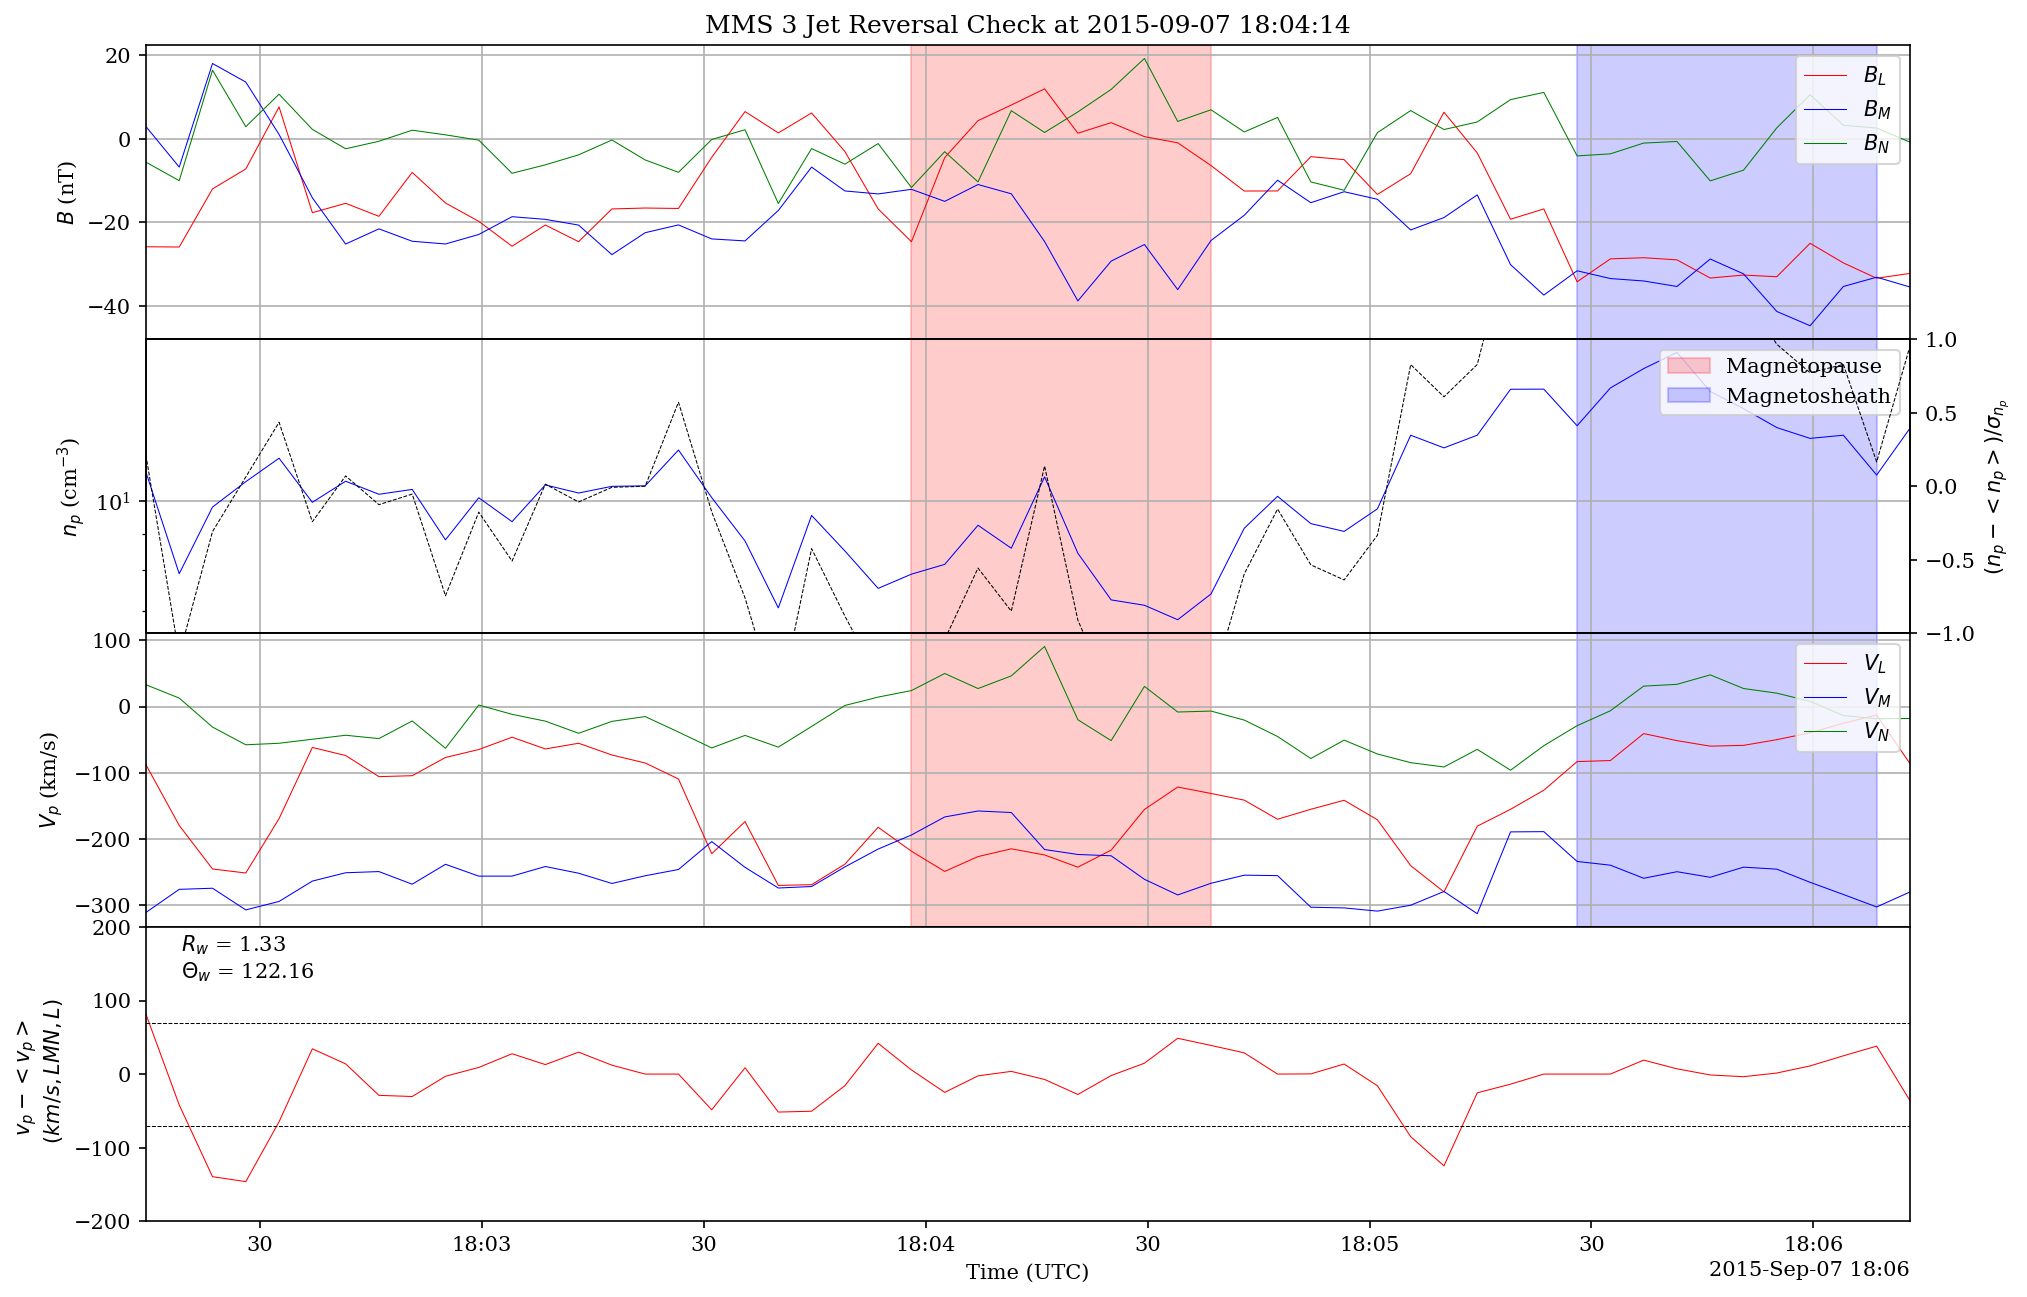 MMS 3 Jet Reversal Check at 2015-09-07 18:04:14
20
0
−20
−40
B (nT)
B_L
B_M
B_N
10^1
n_p (cm^{−3})
Magnetopause
Magnetosheath
1.0
0.5
0.0
−0.5
−1.0
(n_p − < n_p >)/σ_{n_p}
100
0
−100
−200
−300
V_p (km/s)
V_L
V_M
V_N
200
100
0
−100
−200
v_p − < v_p >
(km/s, LMN, L)
R_w = 1.33
Θ_w = 122.16
30 18:03 30 18:04 30 18:05 30 18:06
Time (UTC)
2015-Sep-07 18:06